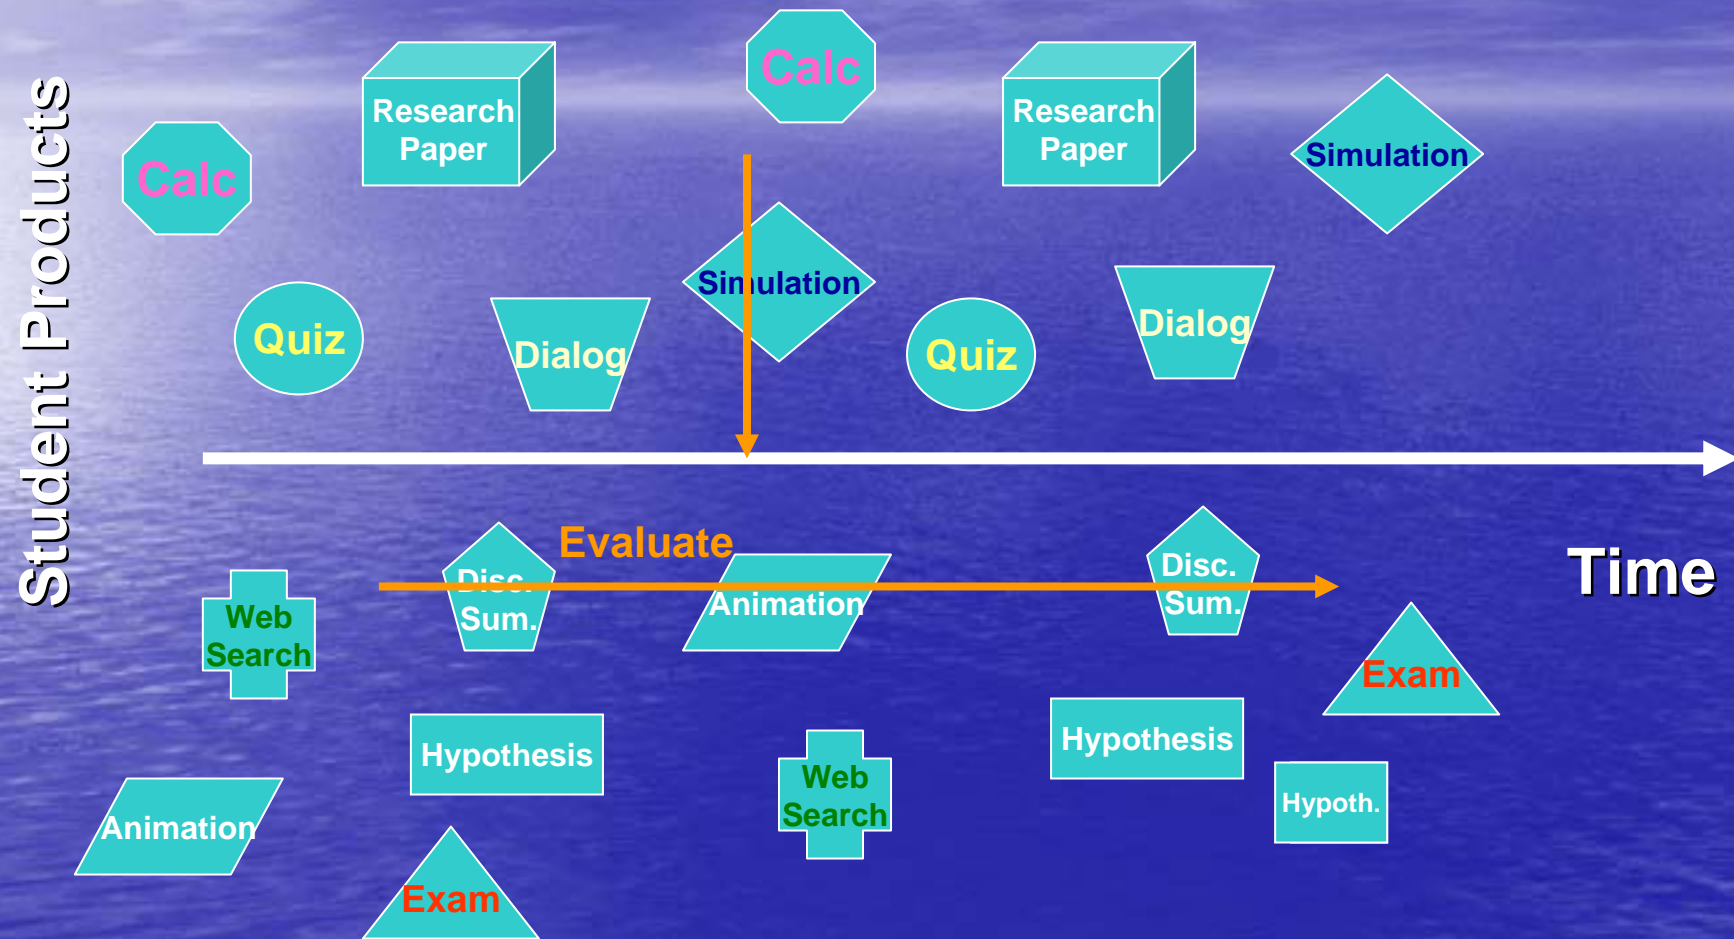 Student Products
Calc
Research
Paper
Calc
Research
Paper
Simulation
Quiz
Dialog
Simulation
Quiz
Dialog
Evaluate
Time
Web
Search
Disc.
Sum.
Animation
Disc.
Sum.
Exam
Hypothesis
Web
Search
Hypothesis
Hypoth.
Animation
Exam